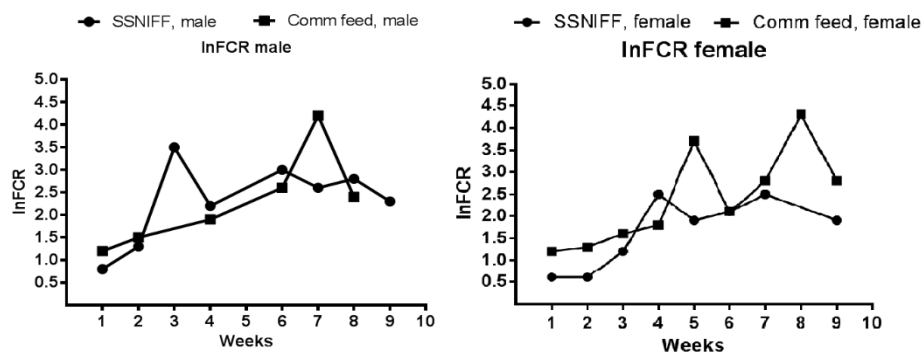 SSNIFF, male Comm feed, male
lnFCR male
5.0
4.5
4.0
3.5
3.0
2.5
2.0
1.5
1.0
0.5
lnFCR
1 2 3 4 5 6 7 8 9 10
Weeks
SSNIFF, female Comm feed, female
lnFCR female
5.0
4.5
4.0
3.5
3.0
2.5
2.0
1.5
1.0
0.5
lnFCR
1 2 3 4 5 6 7 8 9 10
Weeks